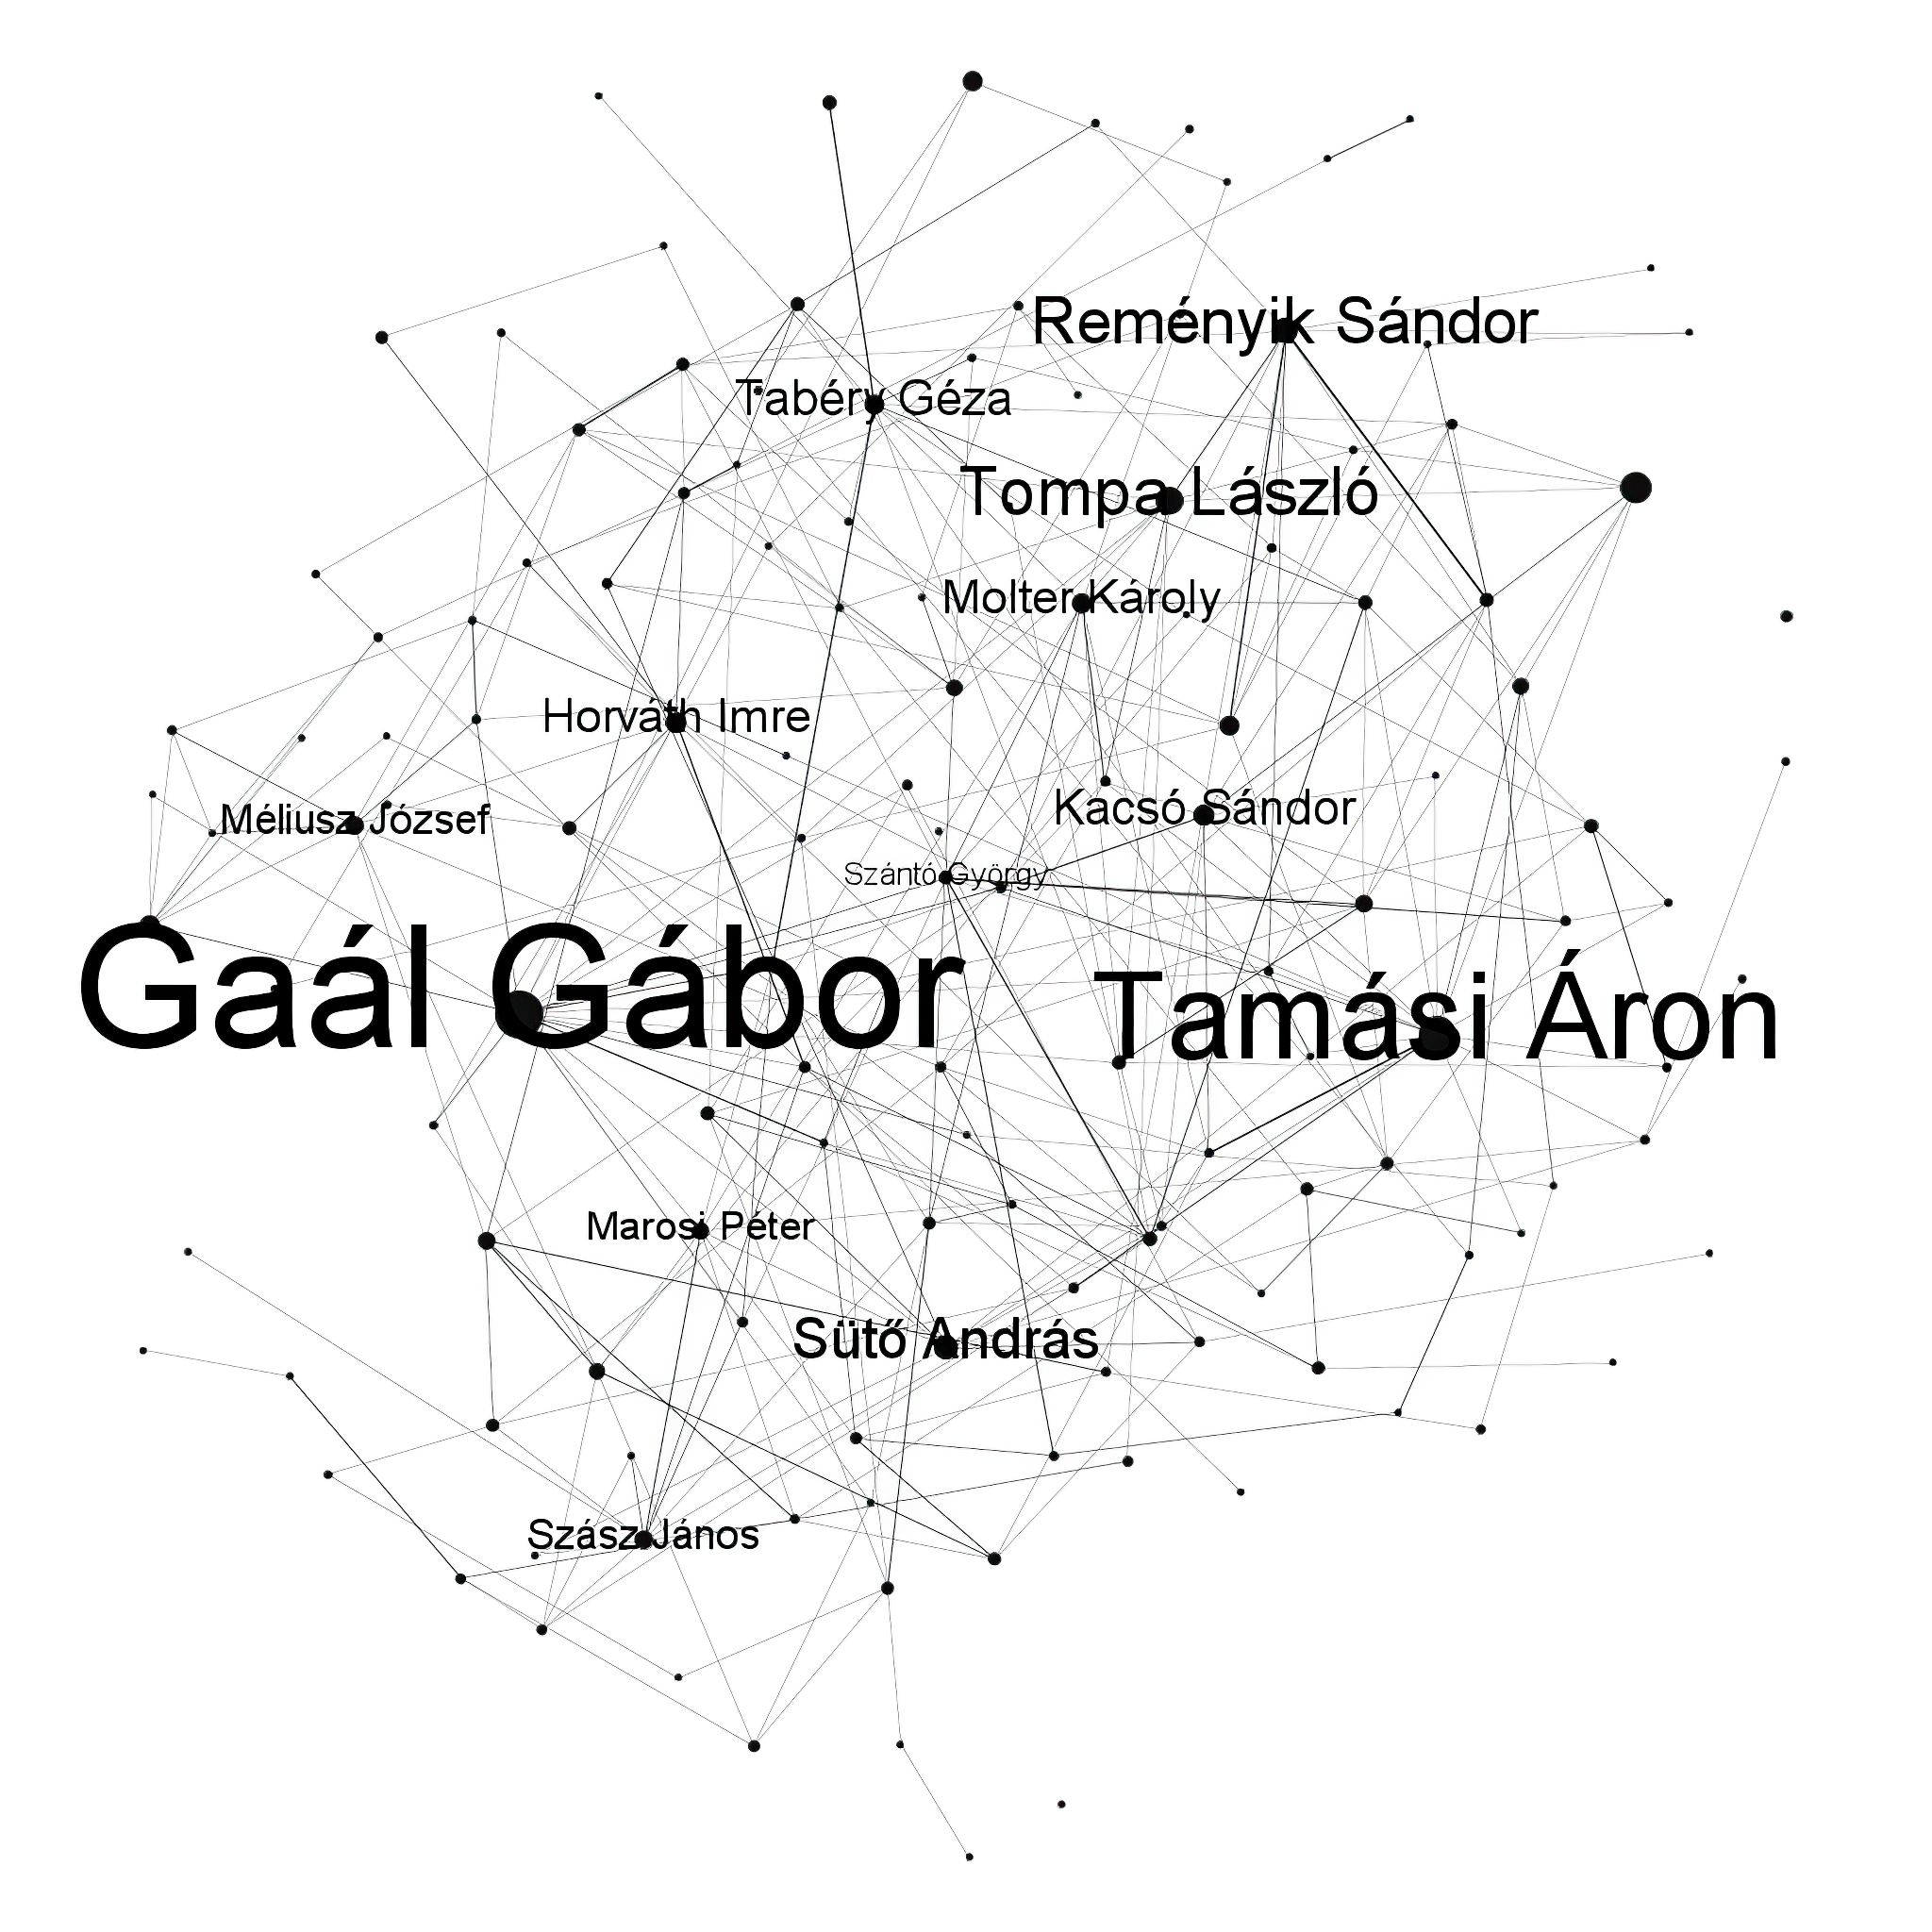 Reményik Sándor
Tabéry Géza
Tompa László
Molter Károly
Horváth Imre
Kacsó Sándor
Méliusz József
Szántó György
Gaál Gábor
Tamási Áron
Marosi Péter
Sütő András
Szász János